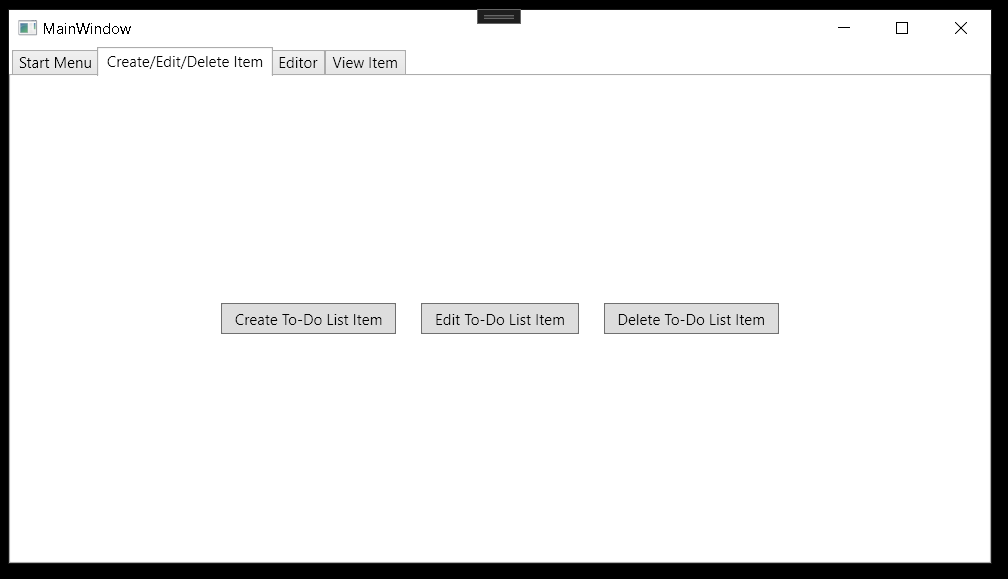 MainWindow
Start Menu Create/Edit/Delete Item Editor View Item
Create To-Do List Item Edit To-Do List Item Delete To-Do List Item